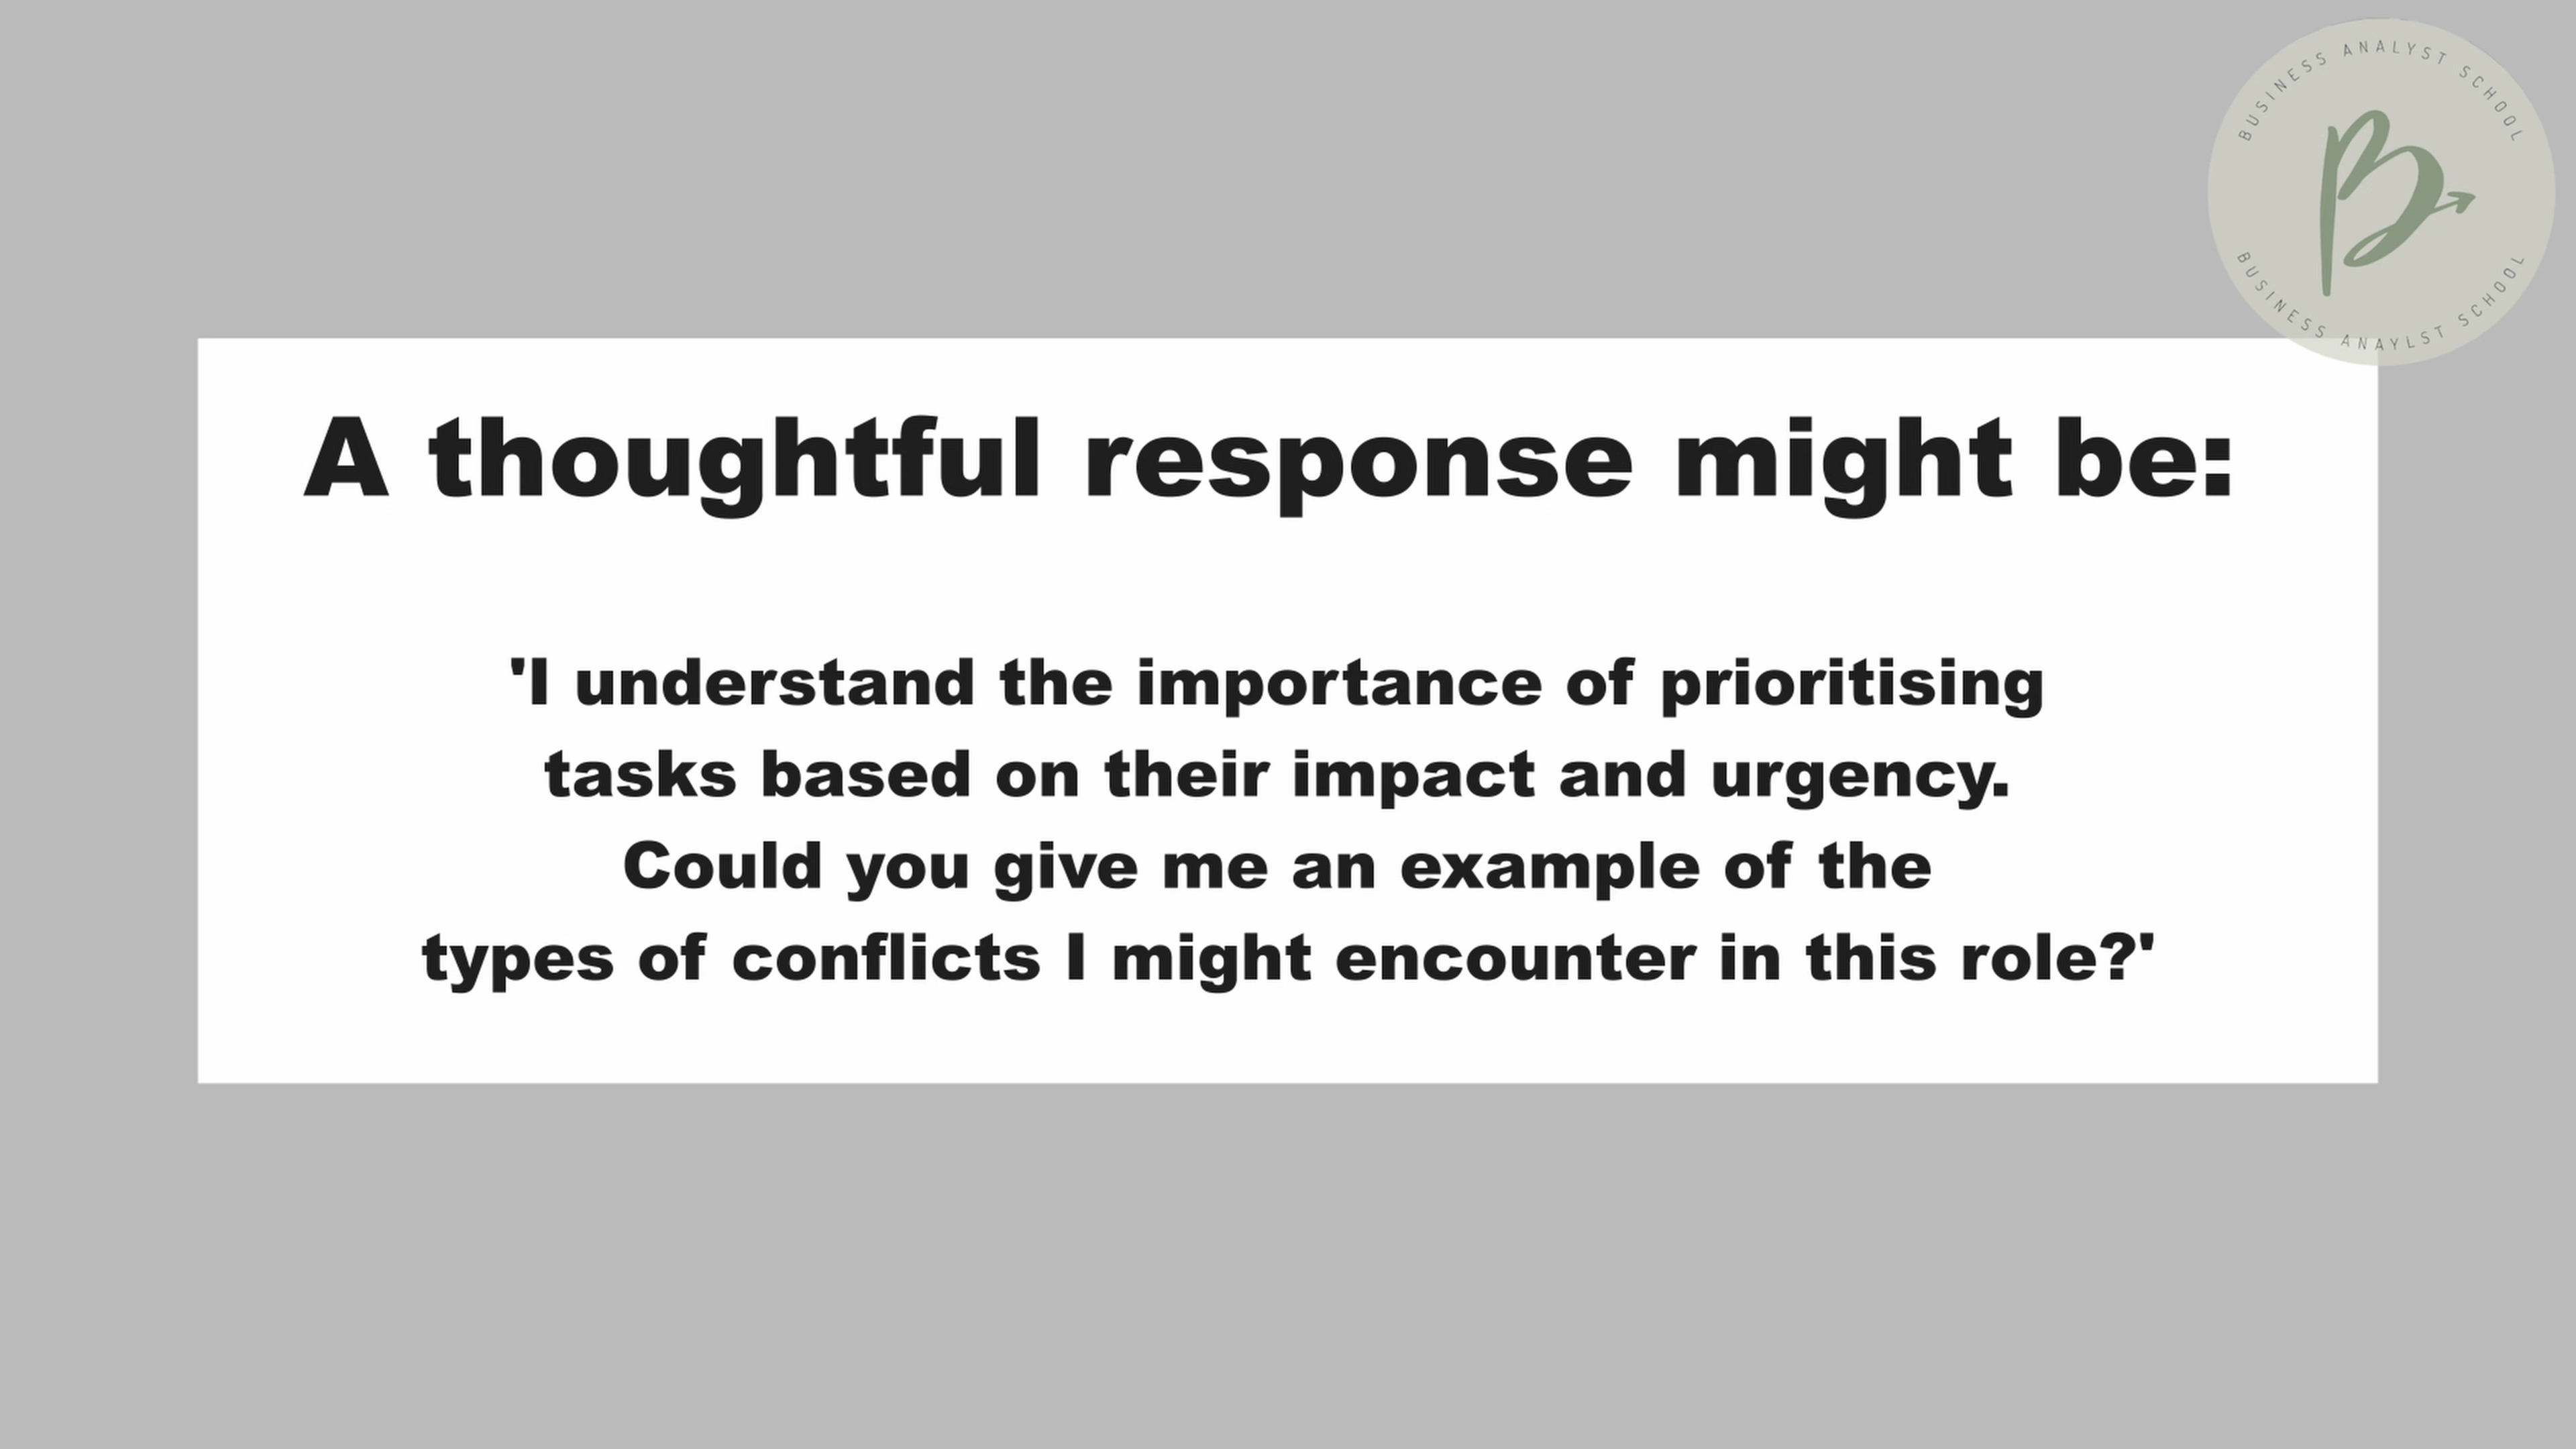 BUSINESS ANALYST SCHOOL
B
BUSINESS ANAYLST SCHOOL
A thoughtful response might be:
'I understand the importance of prioritising
tasks based on their impact and urgency.
Could you give me an example of the
types of conflicts I might encounter in this role?'